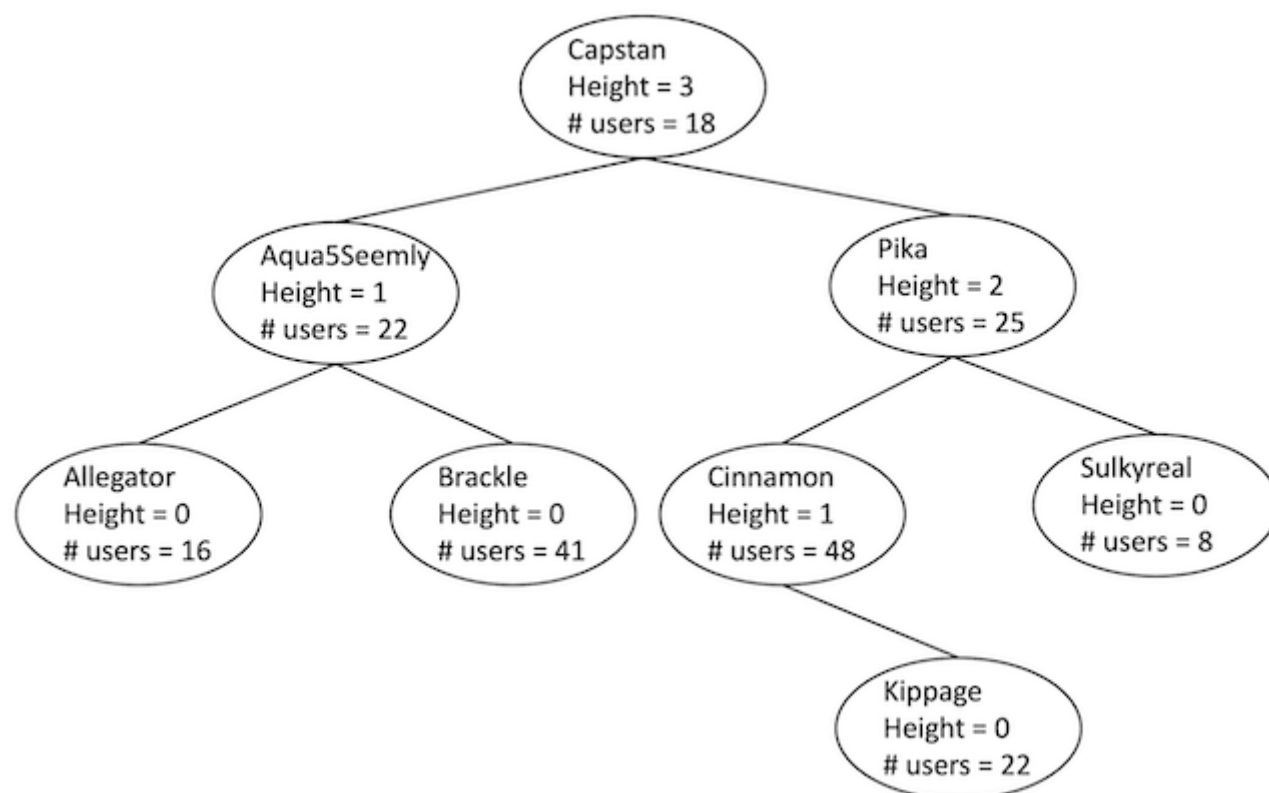 Capstan
Height = 3
# users = 18
Aqua5Seemly
Height = 1
# users = 22
Pika
Height = 2
# users = 25
Allegator
Height = 0
# users = 16
Brackle
Height = 0
# users = 41
Cinnamon
Height = 1
# users = 48
Sulkyreal
Height = 0
# users = 8
Kippage
Height = 0
# users = 22